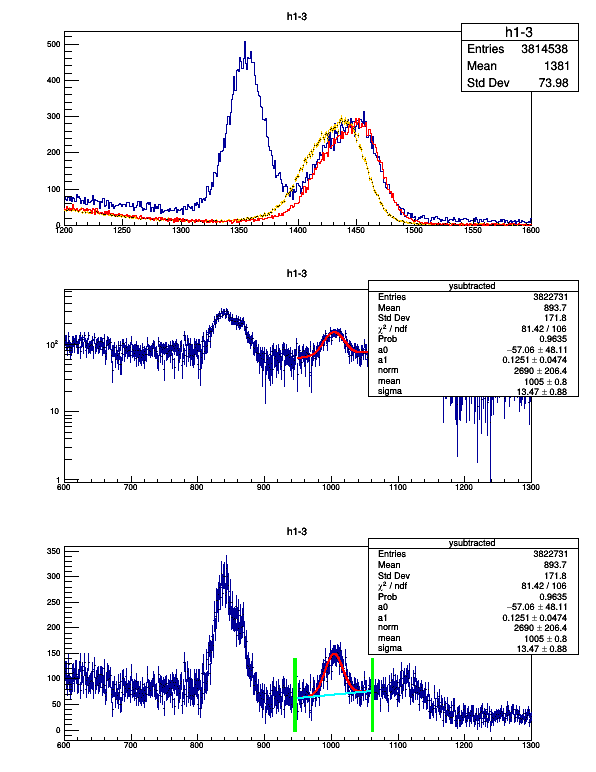 h1-3
h1-3
Entries 3814538
Mean 1381
Std Dev 73.98
500
400
300
200
100
0
1200 1250 1300 1350 1400 1450 1500 1550 1600
h1-3
ysubtracted
Entries 3822731
Mean 893.7
Std Dev 171.8
χ² / ndf 81.42 / 106
Prob 0.9635
a0 −57.06 ± 48.11
a1 0.1251 ± 0.0474
norm 2690 ± 206.4
mean 1005 ± 0.8
sigma 13.47 ± 0.88
10²
10
1
600 700 800 900 1000 1100 1200 1300
h1-3
ysubtracted
Entries 3822731
Mean 893.7
Std Dev 171.8
χ² / ndf 81.42 / 106
Prob 0.9635
a0 −57.06 ± 48.11
a1 0.1251 ± 0.0474
norm 2690 ± 206.4
mean 1005 ± 0.8
sigma 13.47 ± 0.88
350
300
250
200
150
100
50
0
600 700 800 900 1000 1100 1200 1300